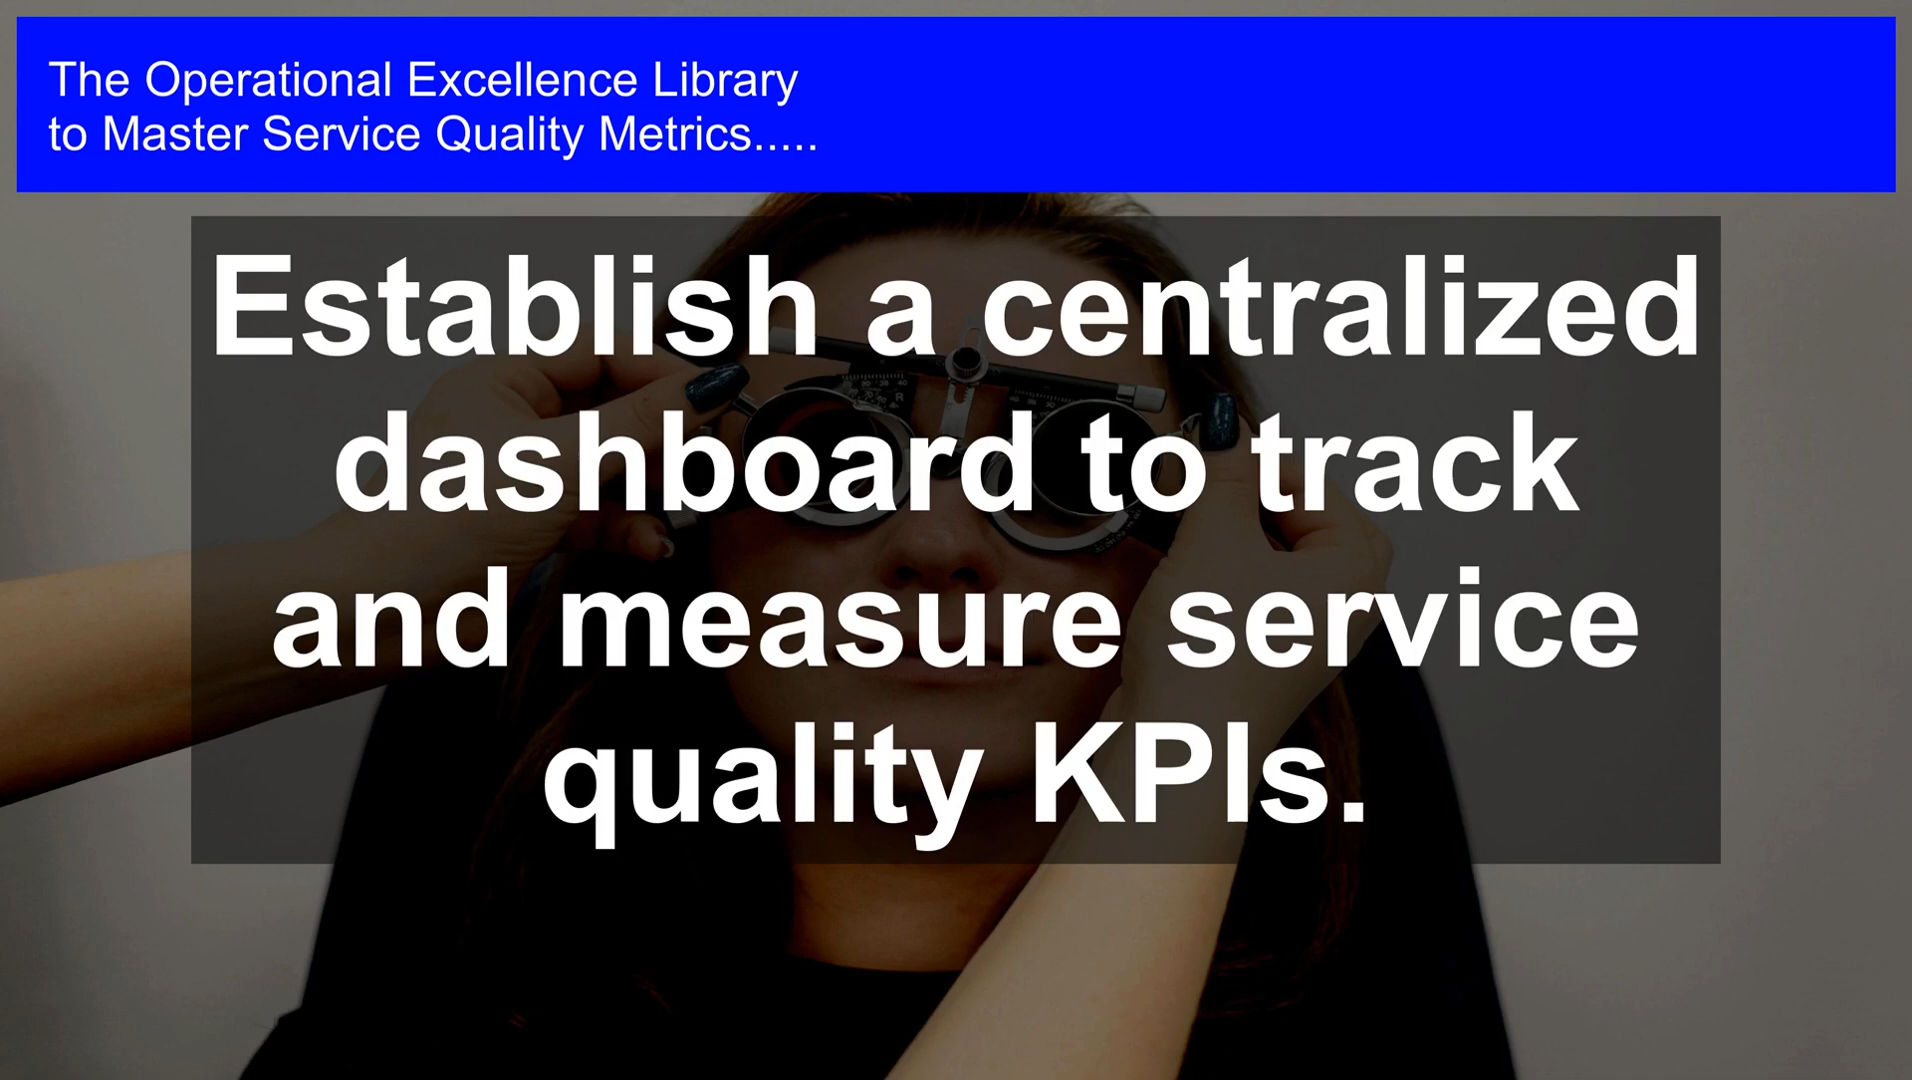 The Operational Excellence Library
to Master Service Quality Metrics.....
Establish a centralized
dashboard to track
and measure service
quality KPIs.
R